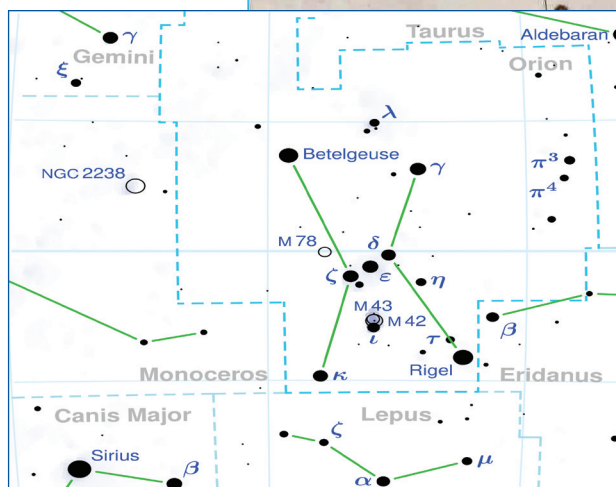 Taurus
Aldebaran
γ
Gemini
Orion
ξ
λ
Betelgeuse
γ
π3
NGC 2238
π4
M 78
δ
ζ
ε
η
M 43
M 42
β
ι
τ
Rigel
Monoceros
κ
Eridanus
Canis Major
Lepus
ζ
Sirius
β
α
μ